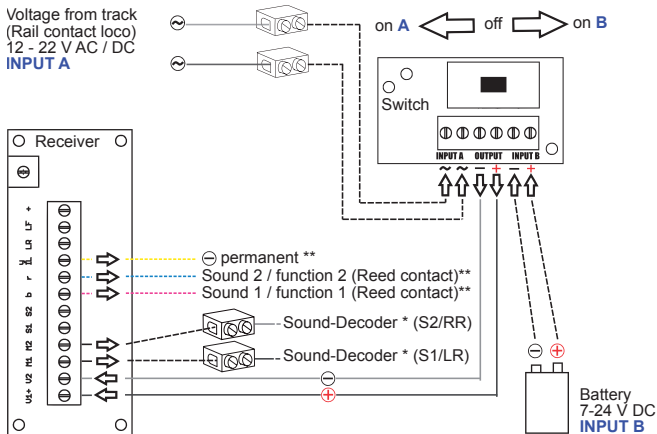 Voltage from track
(Rail contact loco)
12 - 22 V AC / DC
INPUT A
on A
off
on B
Switch
INPUT A OUTPUT INPUT B
~ ~ − + − +
Receiver
+
LF
LR
r
b
S2
S1
M2
M1
V2
V1+
permanent **
Sound 2 / function 2 (Reed contact)**
Sound 1 / function 1 (Reed contact)**
Sound-Decoder * (S2/RR)
Sound-Decoder * (S1/LR)
Battery
7-24 V DC
INPUT B